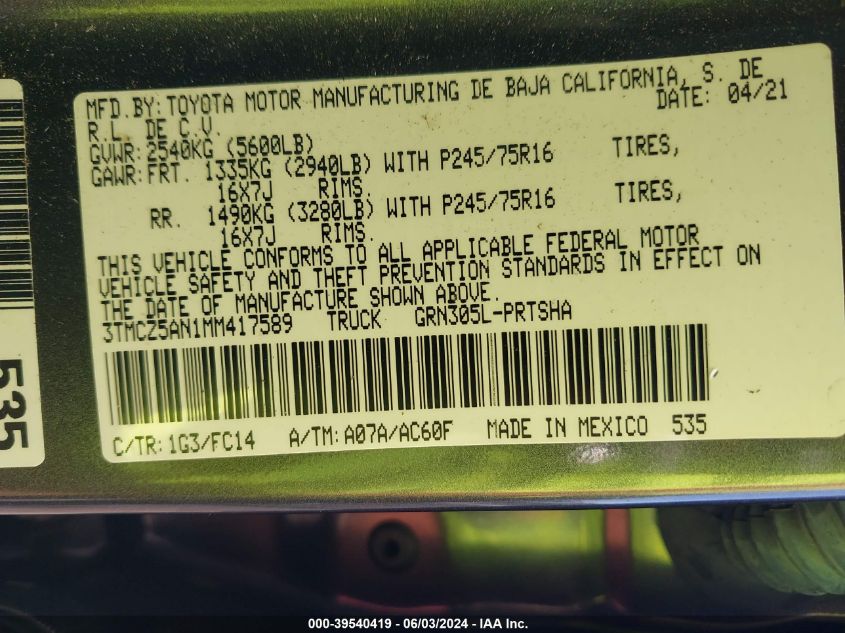 MFD.BY:TOYOTA MOTOR MANUFACTURING DE BAJA CALIFORNIA, S. DE
R.L. DE C.V. DATE: 04/21
GVWR:2540KG (5600LB)
GAWR:FRT. 1335KG (2940LB) WITH P245/75R16 TIRES,
16X7J RIMS.
RR. 1490KG (3280LB) WITH P245/75R16 TIRES,
16X7J RIMS.
THIS VEHICLE CONFORMS TO ALL APPLICABLE FEDERAL MOTOR
VEHICLE SAFETY AND THEFT PREVENTION STANDARDS IN EFFECT ON
THE DATE OF MANUFACTURE SHOWN ABOVE.
3TMCZ5AN1MM417589 TRUCK GRN305L-PRTSHA
C/TR:1G3/FC14 A/TM:A07A/AC60F MADE IN MEXICO 535
535
000-39540419 / 06/03/2024 - IAA Inc.